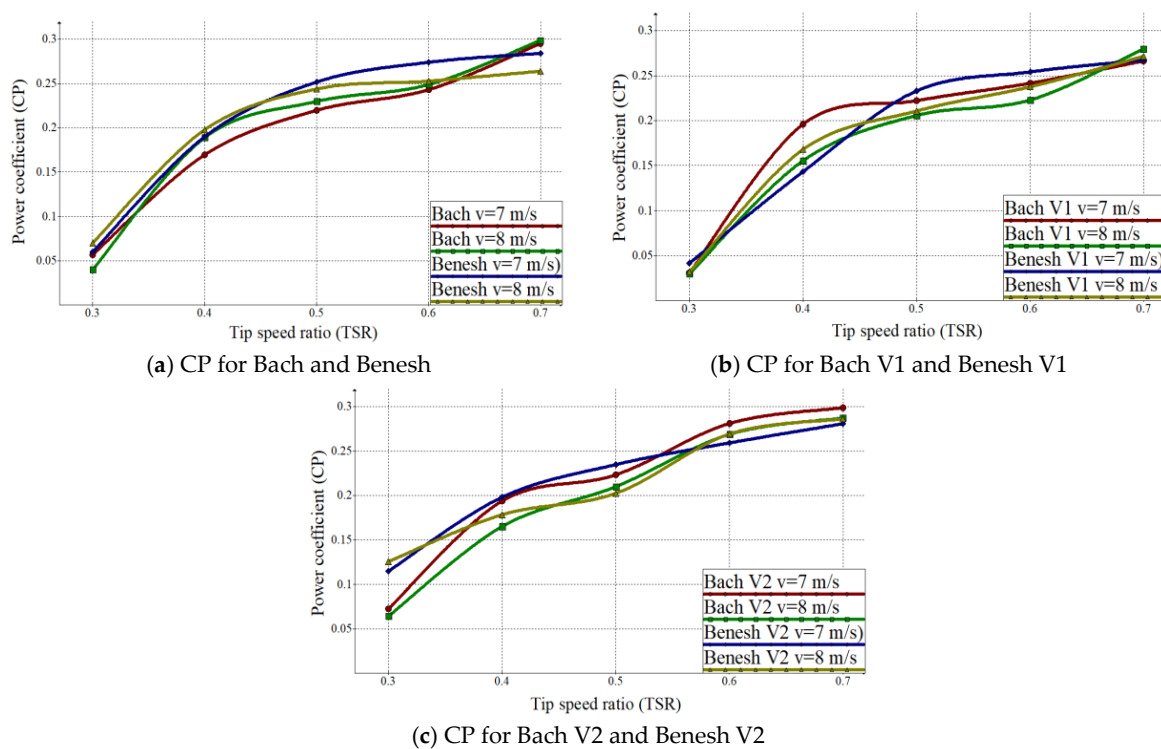 Power coefficient (CP)
0.3
0.25
0.2
0.15
0.1
0.05
Bach v=7 m/s
Bach v=8 m/s
Benesh v=7 m/s)
Benesh v=8 m/s
0.3 0.4 0.5 0.6 0.7
Tip speed ratio (TSR)
(a) CP for Bach and Benesh
Power coefficient (CP)
0.3
0.25
0.2
0.15
0.1
0.05
Bach V1 v=7 m/s
Bach V1 v=8 m/s
Benesh V1 v=7 m/s)
Benesh V1 v=8 m/s
0.3 0.4 0.5 0.6 0.7
Tip speed ratio (TSR)
(b) CP for Bach V1 and Benesh V1
Power coefficient (CP)
0.3
0.25
0.2
0.15
0.1
0.05
Bach V2 v=7 m/s
Bach V2 v=8 m/s
Benesh V2 v=7 m/s)
Benesh V2 v=8 m/s
0.3 0.4 0.5 0.6 0.7
Tip speed ratio (TSR)
(c) CP for Bach V2 and Benesh V2